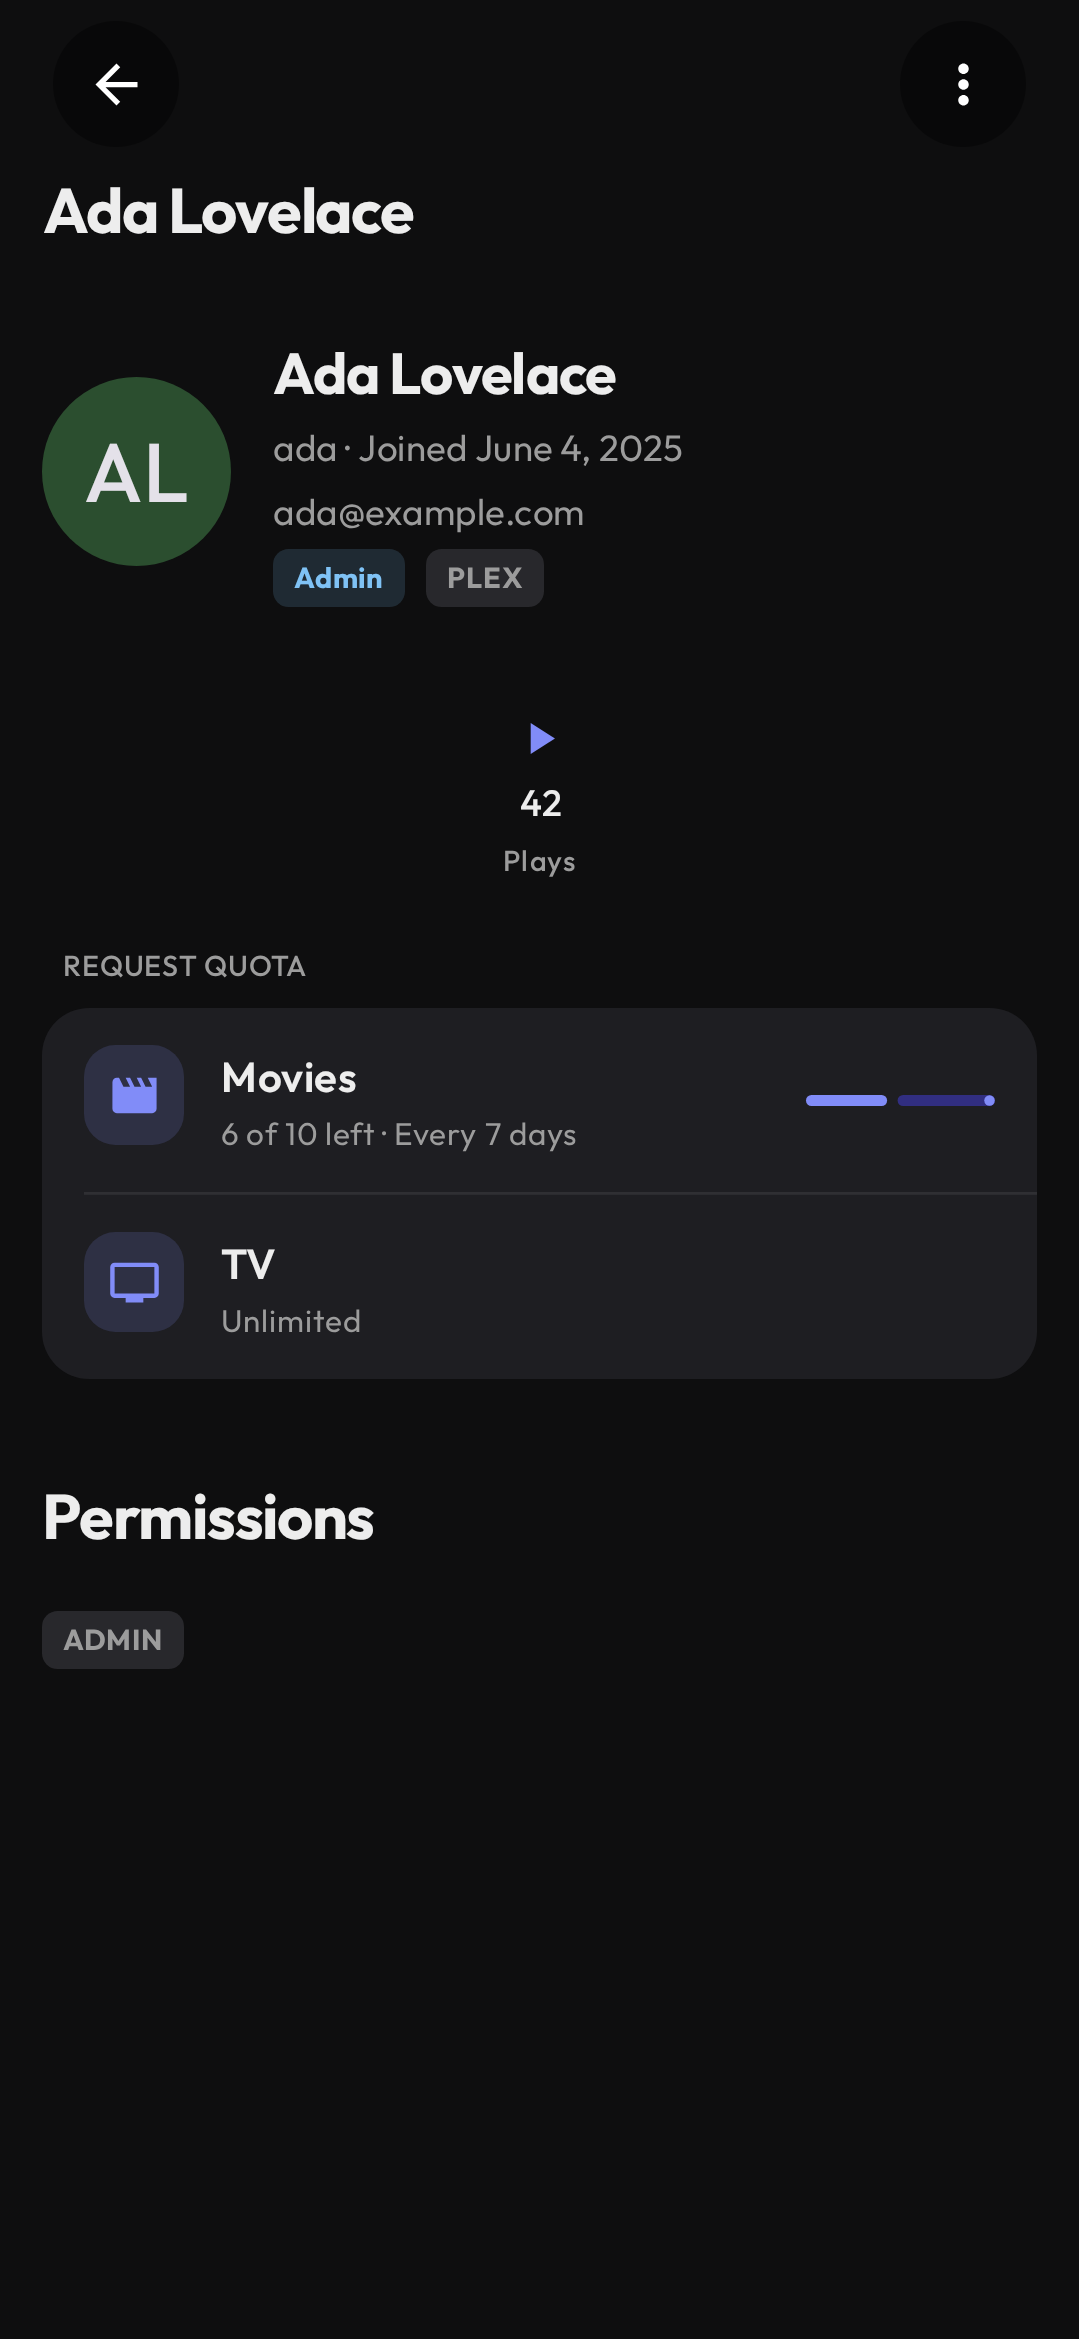 Ada Lovelace
AL
Ada Lovelace
ada · Joined June 4, 2025
ada@example.com
Admin PLEX
42
Plays
REQUEST QUOTA
Movies
6 of 10 left · Every 7 days
TV
Unlimited
Permissions
ADMIN